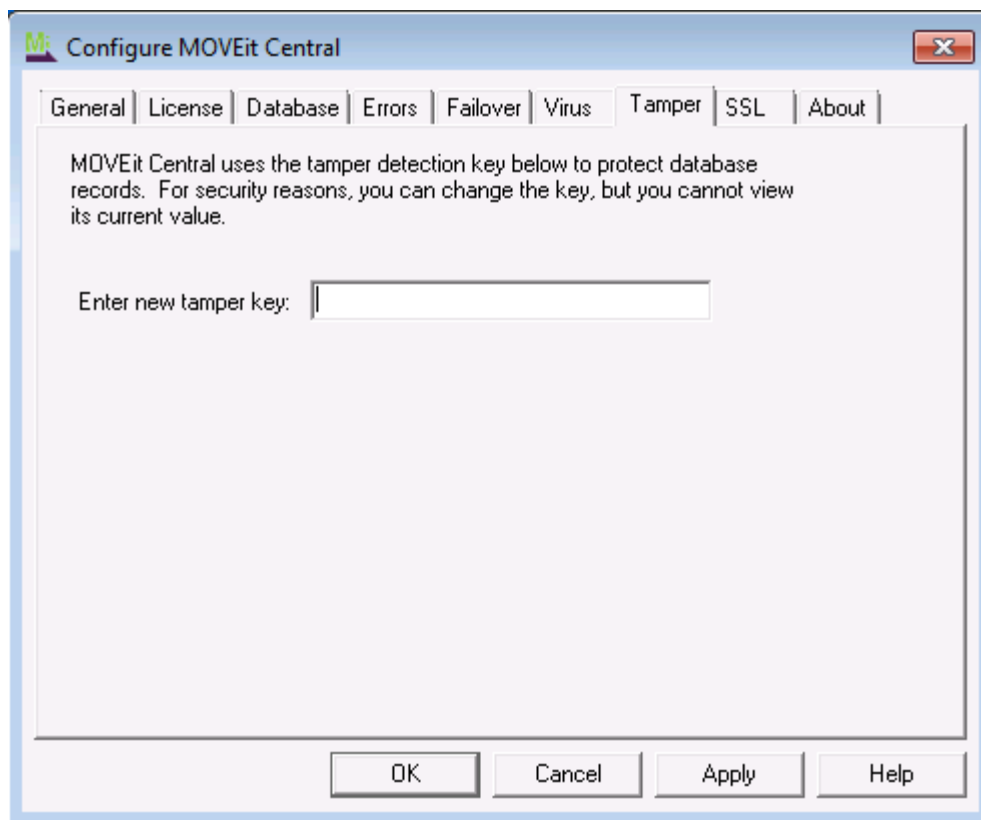 Configure MOVEit Central
General License Database Errors Failover Virus Tamper SSL About
MOVEit Central uses the tamper detection key below to protect database
records. For security reasons, you can change the key, but you cannot view
its current value.
Enter new tamper key:
OK Cancel Apply Help